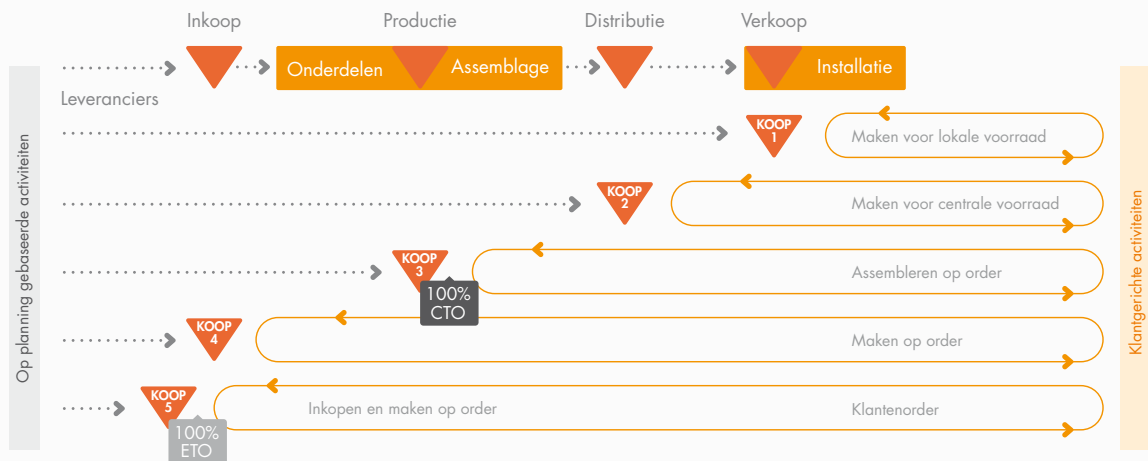 Inkoop
Productie
Distributie
Verkoop
Onderdelen
Assemblage
Installatie
Leveranciers
KOOP
1
Maken voor lokale voorraad
KOOP
2
Maken voor centrale voorraad
KOOP
3
100%
CTO
Assembleren op order
KOOP
4
Maken op order
KOOP
5
100%
ETO
Inkopen en maken op order
Klantenorder
Op planning gebaseerde activiteiten
Klantgerichte activiteiten